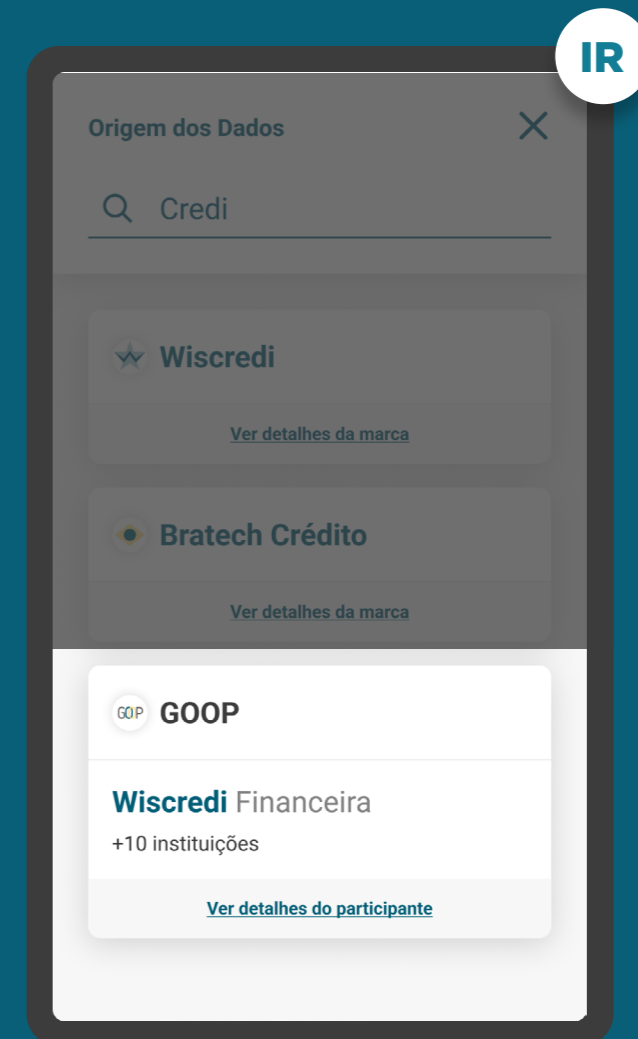 IR
Origem dos Dados
Credi
Wiscredi
Ver detalhes da marca
Bratech Crédito
Ver detalhes da marca
GOOP GOOP
Wiscredi Financeira
+10 instituições
Ver detalhes do participante